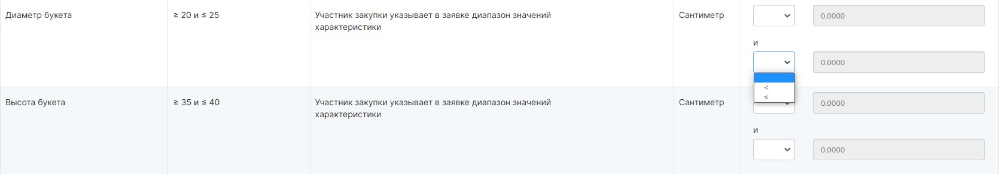 Диаметр букета
≥ 20 и ≤ 25
Участник закупки указывает в заявке диапазон значений
характеристики
Сантиметр
0.0000
и
0.0000
<
≤
Высота букета
≥ 35 и ≤ 40
Участник закупки указывает в заявке диапазон значений
характеристики
Сантиметр
0.0000
и
0.0000